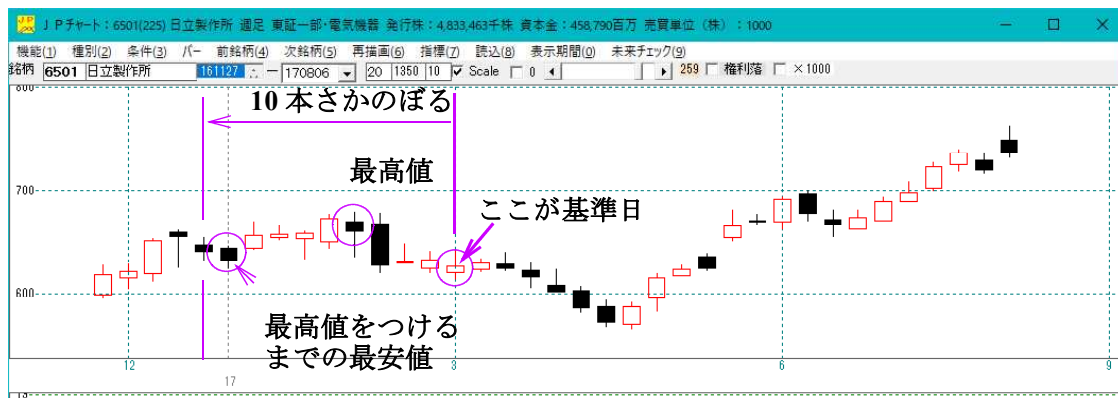 JPチャート:6501(225) 日立製作所 週足 東証一部・電気機器 発行株:4,833,463千株 資本金:458,790百万 売買単位(株):1000
機能(1) 種別(2) 条件(3) バー 前銘柄(4) 次銘柄(5) 再描画(6) 指標(7) 読込(8) 表示期間(0) 未来チェック(9)
銘柄 6501 日立製作所 161127 ー 170806 20 1350 10 Scale 0 259 権利落 ×1000
800
10本さかのぼる
最高値
700
ここが基準日
600
最高値をつける
までの最安値
12 3 6 9
17